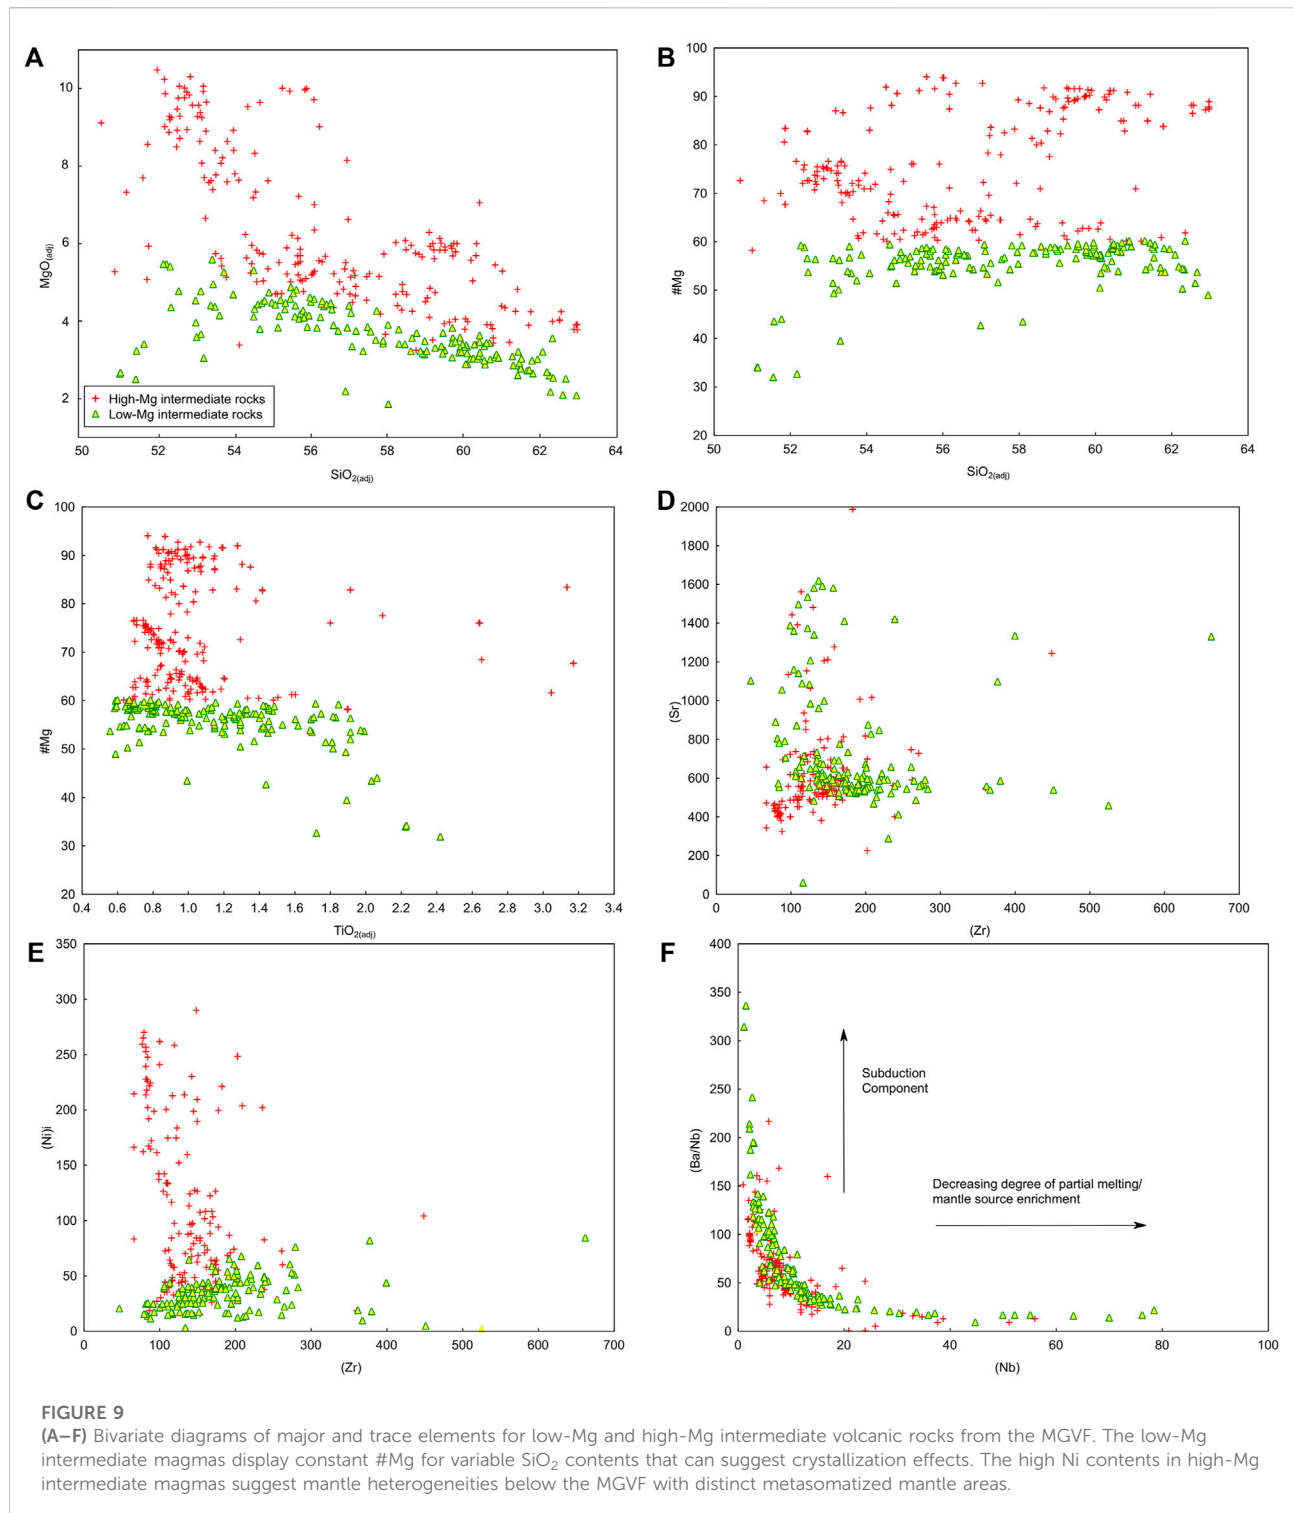 A
10
8
6
4
2
MgO(adj)
High-Mg intermediate rocks
Low-Mg intermediate rocks
50 52 54 56 58 60 62 64
SiO2(adj)
B
100
90
80
70
60
50
40
30
20
#Mg
50 52 54 56 58 60 62 64
SiO2(adj)
C
100
90
80
70
60
50
40
30
20
#Mg
0.4 0.6 0.8 1.0 1.2 1.4 1.6 1.8 2.0 2.2 2.4 2.6 2.8 3.0 3.2 3.4
TiO2(adj)
D
2000
1800
1600
1400
1200
1000
800
600
400
200
0
(Sr)
0 100 200 300 400 500 600 700
(Zr)
E
350
300
250
200
150
100
50
0
(Ni)i
0 100 200 300 400 500 600 700
(Zr)
F
400
350
300
250
200
150
100
50
0
(Ba/Nb)
Subduction
Component
Decreasing degree of partial melting/
mantle source enrichment
0 20 40 60 80 100
(Nb)
FIGURE 9
(A–F) Bivariate diagrams of major and trace elements for low-Mg and high-Mg intermediate volcanic rocks from the MGVF. The low-Mg
intermediate magmas display constant #Mg for variable SiO2 contents that can suggest crystallization effects. The high Ni contents in high-Mg
intermediate magmas suggest mantle heterogeneities below the MGVF with distinct metasomatized mantle areas.